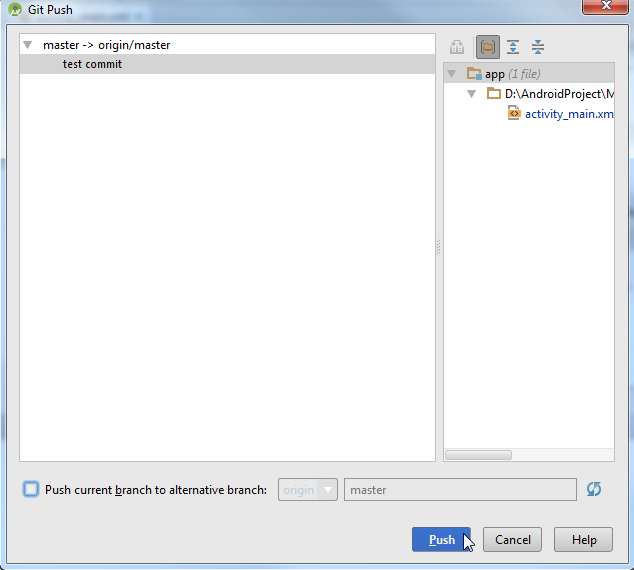 Git Push
master -> origin/master
test commit
app (1 file)
D:\AndroidProject\M
activity_main.xm
Push current branch to alternative branch:
origin
master
Push
Cancel
Help